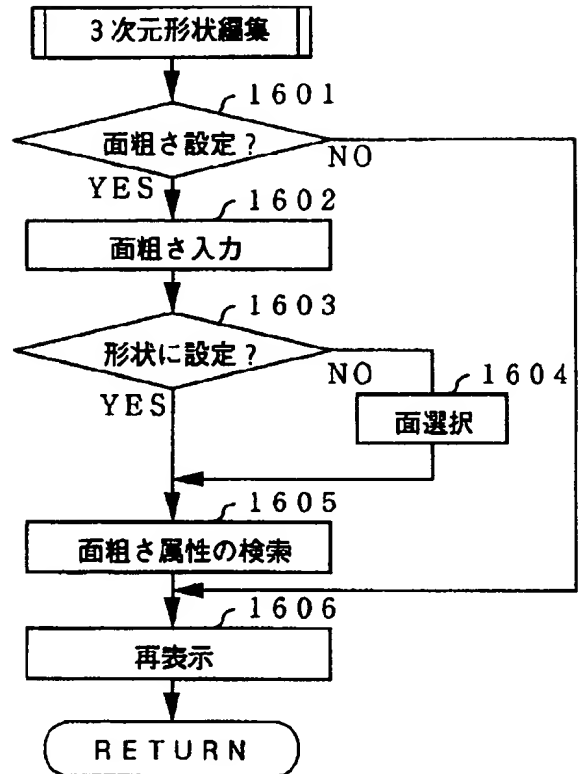 3次元形状編集
1601
面粗さ設定?
NO
YES
1602
面粗さ入力
1603
形状に設定?
NO
1604
YES
面選択
1605
面粗さ属性の検索
1606
再表示
RETURN